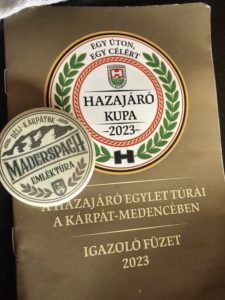 EGY ÚTON,
EGY CÉLÉRT
HAZAJÁRÓ
KUPA
2023
H
DÉLI-KÁRPÁTOK
MADERSPACH
EMLÉKTÚRA
A HAZAJÁRÓ EGYLET TÚRÁI
A KÁRPÁT-MEDENCÉBEN
IGAZOLÓ FÜZET
2023